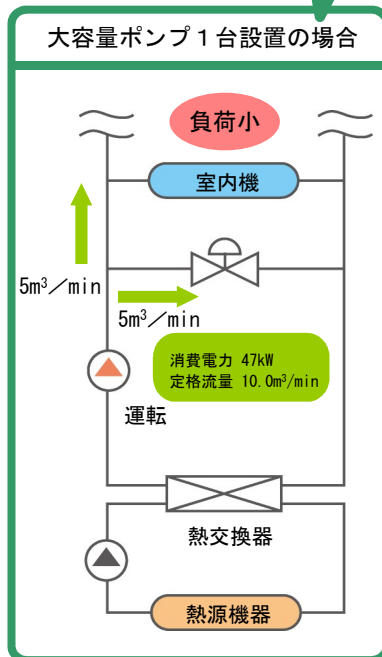 大容量ポンプ１台設置の場合
負荷小
室内機
5m³／min
5m³／min
消費電力 47kW
定格流量 10.0m³/min
運転
熱交換器
熱源機器